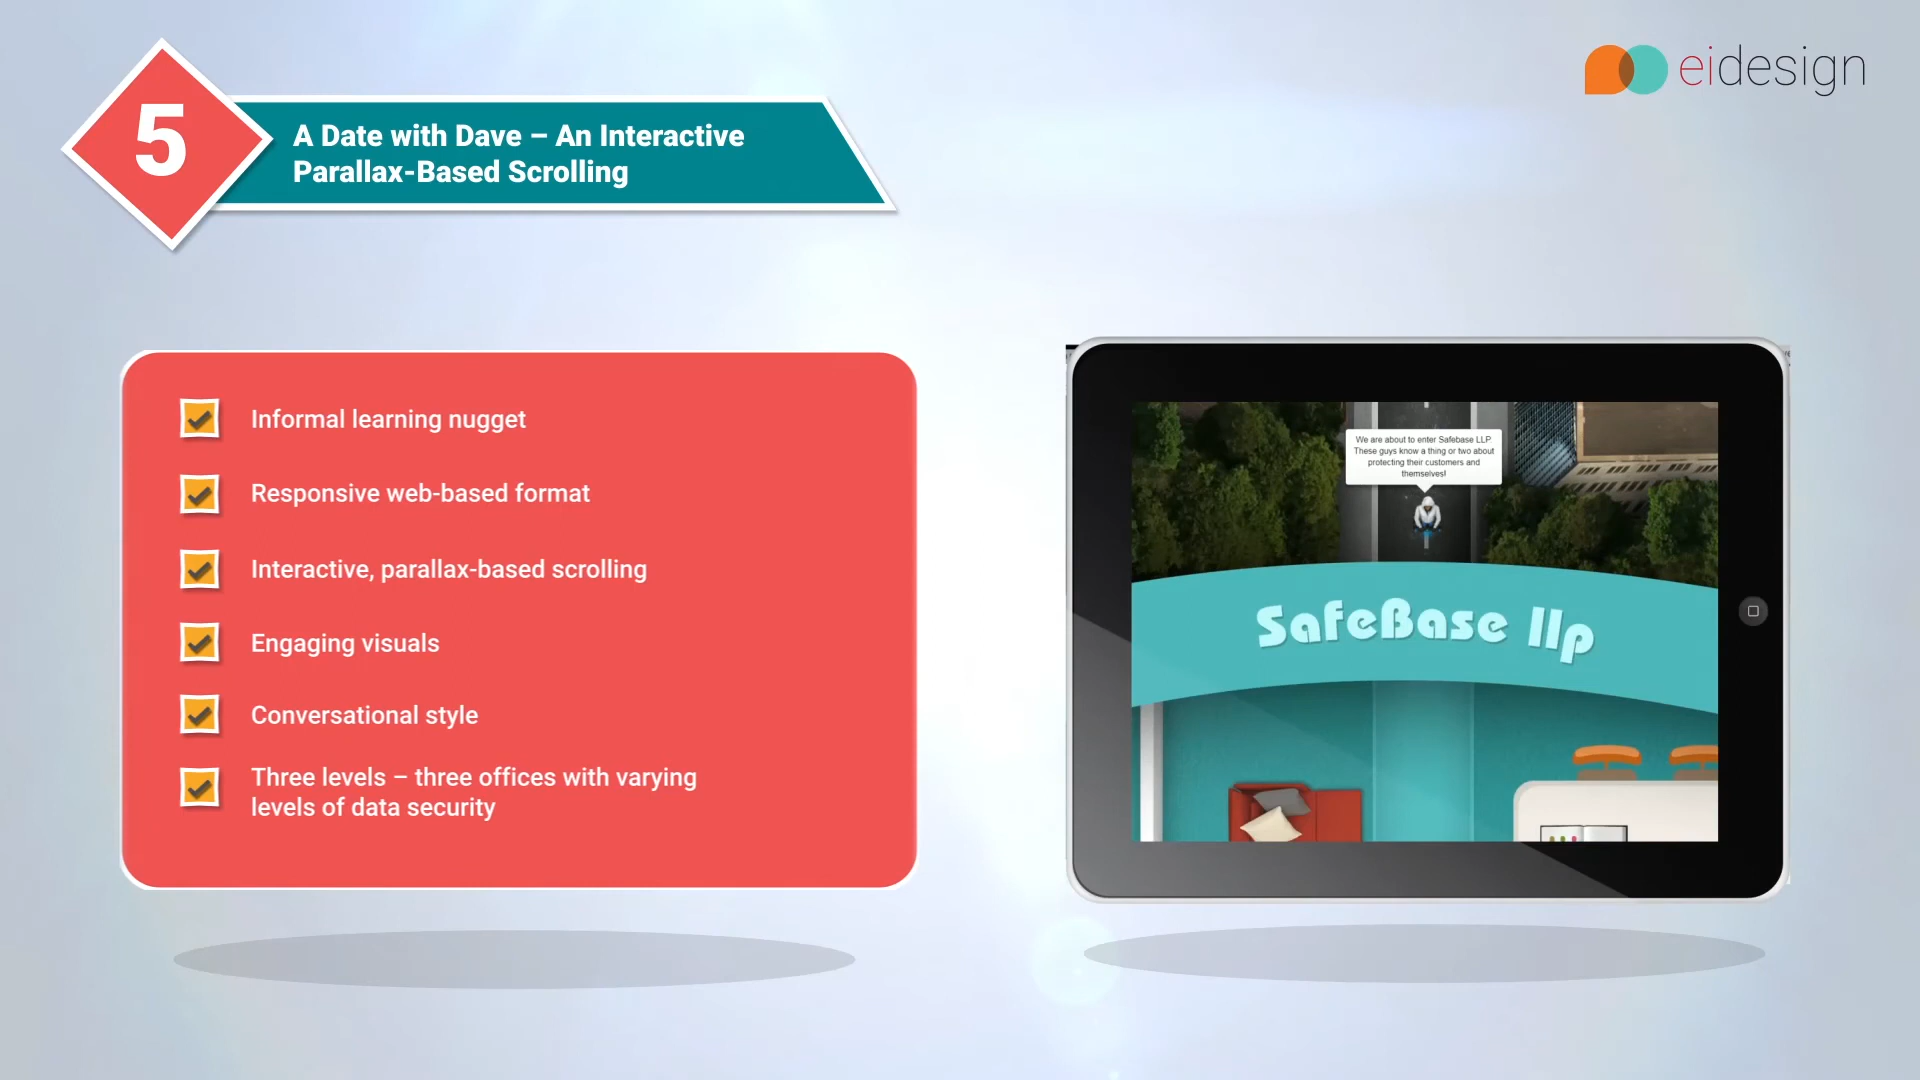 5
A Date with Dave – An Interactive
Parallax-Based Scrolling
eidesign
Informal learning nugget
Responsive web-based format
Interactive, parallax-based scrolling
Engaging visuals
Conversational style
Three levels – three offices with varying
levels of data security
We are about to enter Safebase LLP
These guys know a thing or two about
protecting their customers and
themselves!
SafeBase llp